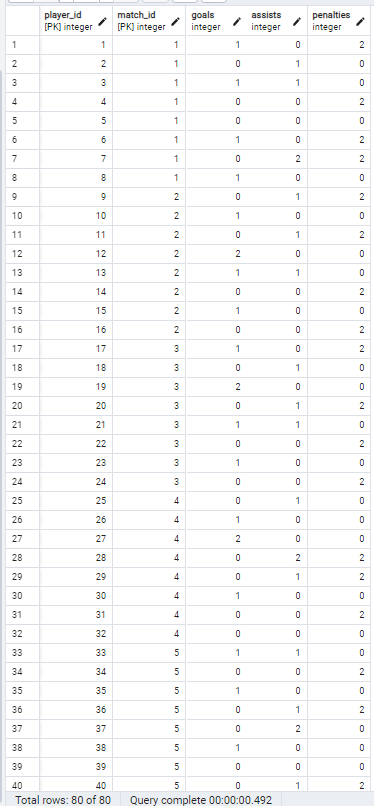 player_id match_id goals assists penalties
[PK] integer [PK] integer integer integer integer
1 1 1 1 0 2
2 2 1 0 1 0
3 3 1 1 1 0
4 4 1 0 0 2
5 5 1 0 0 0
6 6 1 1 0 2
7 7 1 0 2 2
8 8 1 1 0 0
9 9 2 0 1 2
10 10 2 1 0 0
11 11 2 0 1 2
12 12 2 2 0 0
13 13 2 1 1 0
14 14 2 0 0 2
15 15 2 1 0 0
16 16 2 0 0 2
17 17 3 1 0 2
18 18 3 0 1 0
19 19 3 2 0 0
20 20 3 0 1 2
21 21 3 1 1 0
22 22 3 0 0 2
23 23 3 1 0 0
24 24 3 0 0 2
25 25 4 0 1 0
26 26 4 1 0 0
27 27 4 2 0 0
28 28 4 0 2 2
29 29 4 0 1 2
30 30 4 1 0 0
31 31 4 0 0 2
32 32 4 0 0 0
33 33 5 1 1 0
34 34 5 0 0 2
35 35 5 1 0 0
36 36 5 0 1 2
37 37 5 0 2 0
38 38 5 1 0 0
39 39 5 0 0 0
40 40 5 0 1 2
Total rows: 80 of 80 Query complete 00:00:00.492